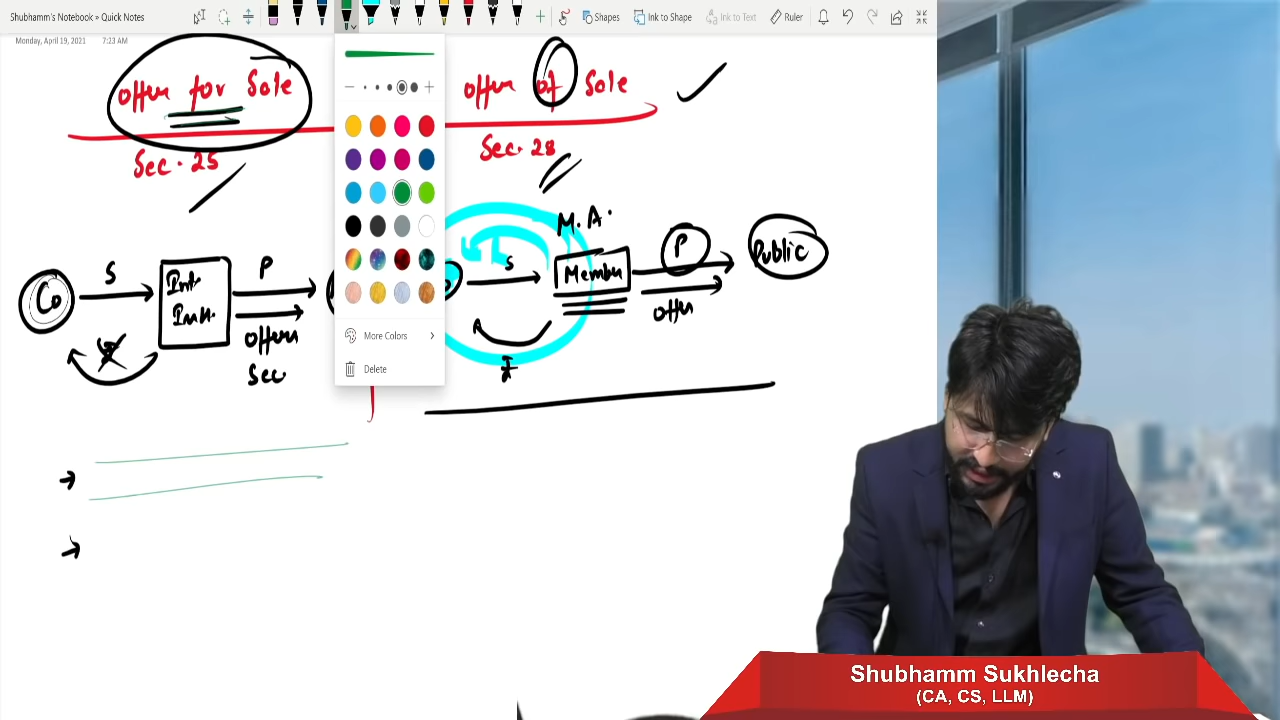 Shubhamm's Notebook » Quick Notes
Shapes
Ink to Shape
Ink to Text
Ruler
Monday, April 19, 2021 7:23 AM
offer for Sale
offer of Sale
Sec. 25
Sec. 28
M.A.
Co
S
Int.
P
offers
Sec
S
Member
P
Public
offer
More Colors
Delete
Shubhamm Sukhlecha
(CA, CS, LLM)